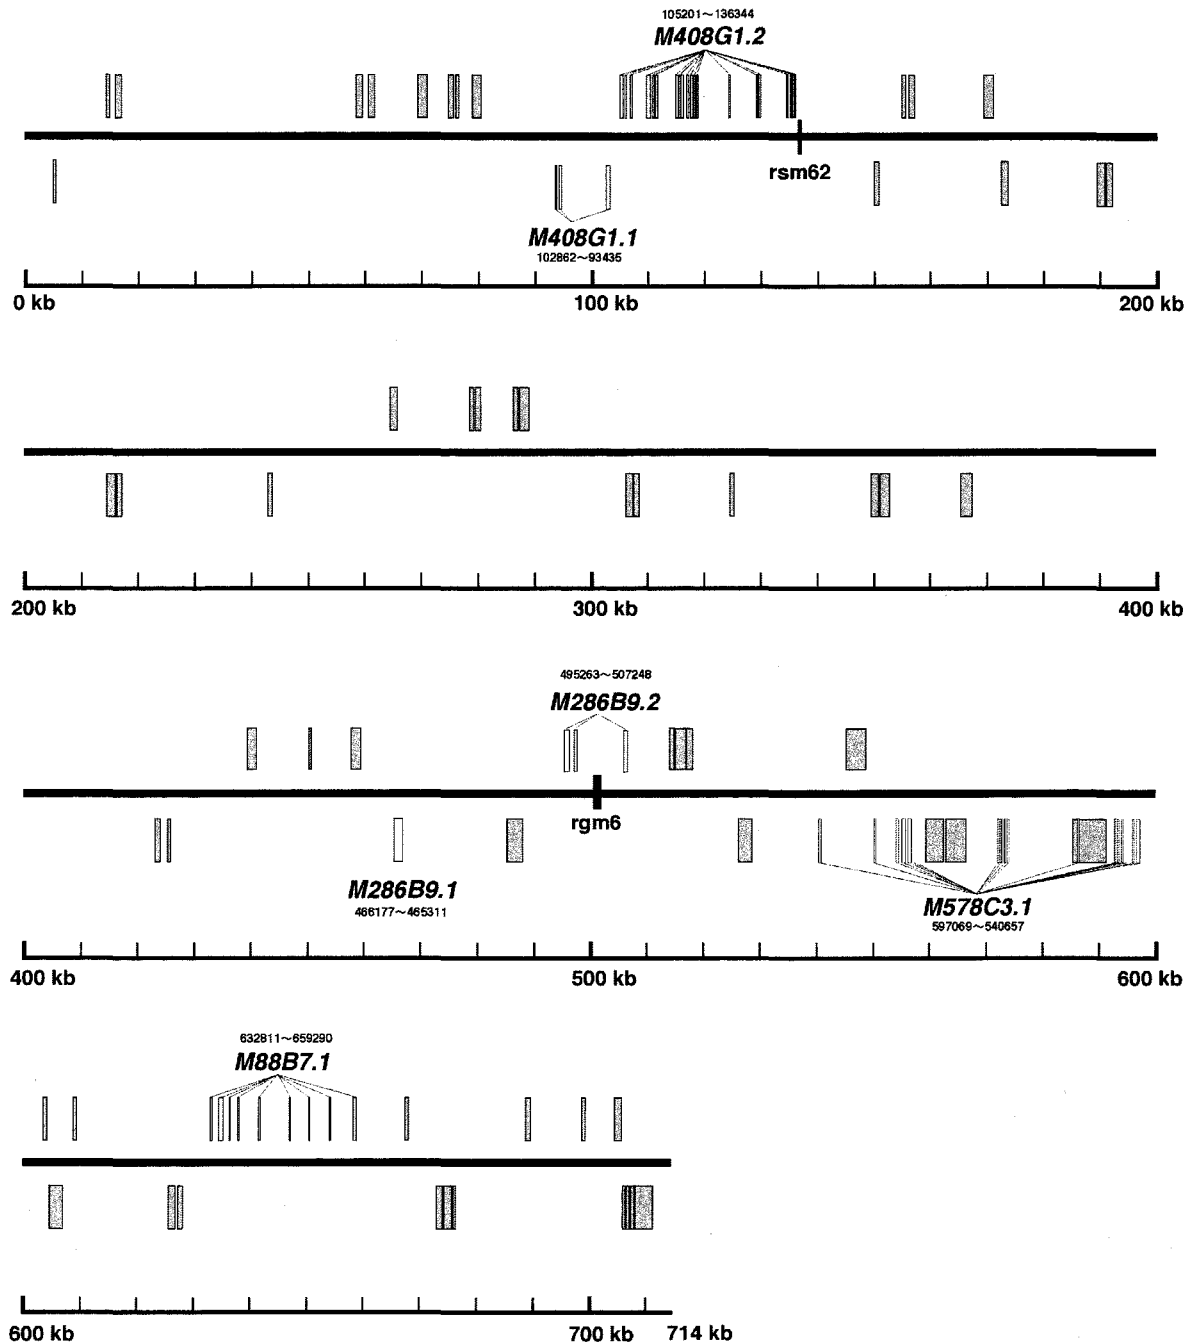 105201~136344
M408G1.2
rsm62
M408G1.1
102862~93435
0 kb 100 kb 200 kb
200 kb 300 kb 400 kb
495263~507248
M286B9.2
rgm6
M286B9.1
466177~465311
M578C3.1
597069~540657
400 kb 500 kb 600 kb
632811~659290
M88B7.1
600 kb 700 kb 714 kb